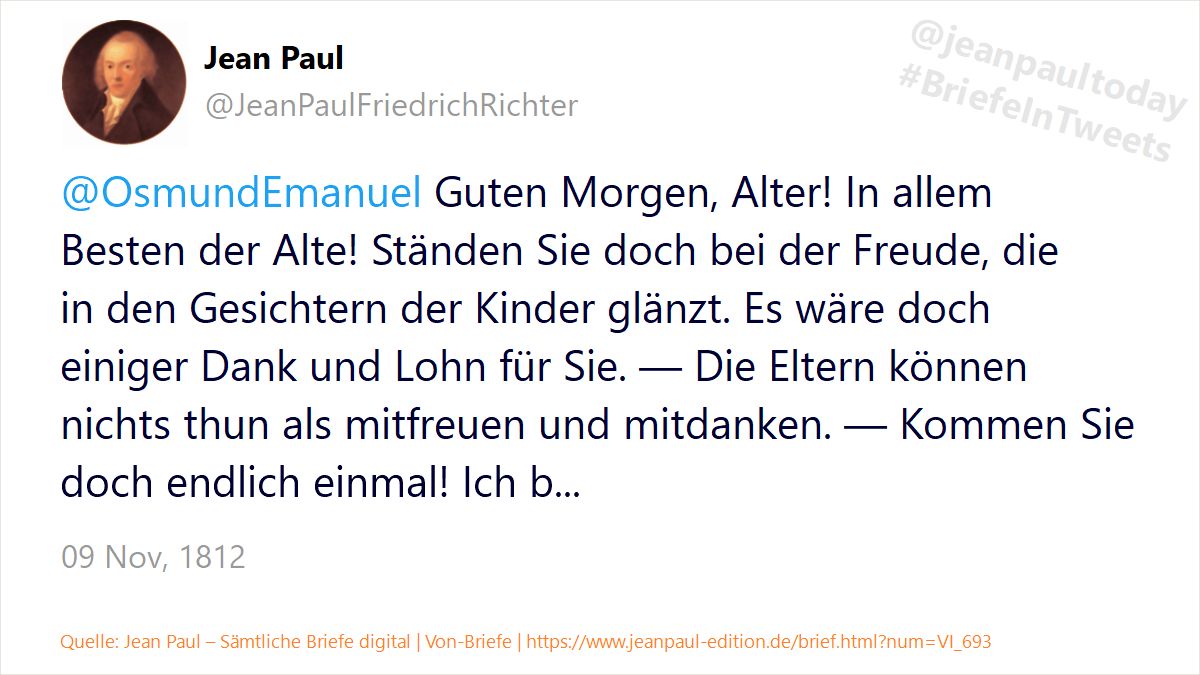 Jean Paul
@JeanPaulFriedrichRichter
@jeanpaultoday
#BriefeInTweets
@OsmundEmanuel Guten Morgen, Alter! In allem
Besten der Alte! Ständen Sie doch bei der Freude, die
in den Gesichtern der Kinder glänzt. Es wäre doch
einiger Dank und Lohn für Sie. — Die Eltern können
nichts thun als mitfreuen und mitdanken. — Kommen Sie
doch endlich einmal! Ich b...
09 Nov, 1812
Quelle: Jean Paul – Sämtliche Briefe digital | Von-Briefe | https://www.jeanpaul-edition.de/brief.html?num=VI_693